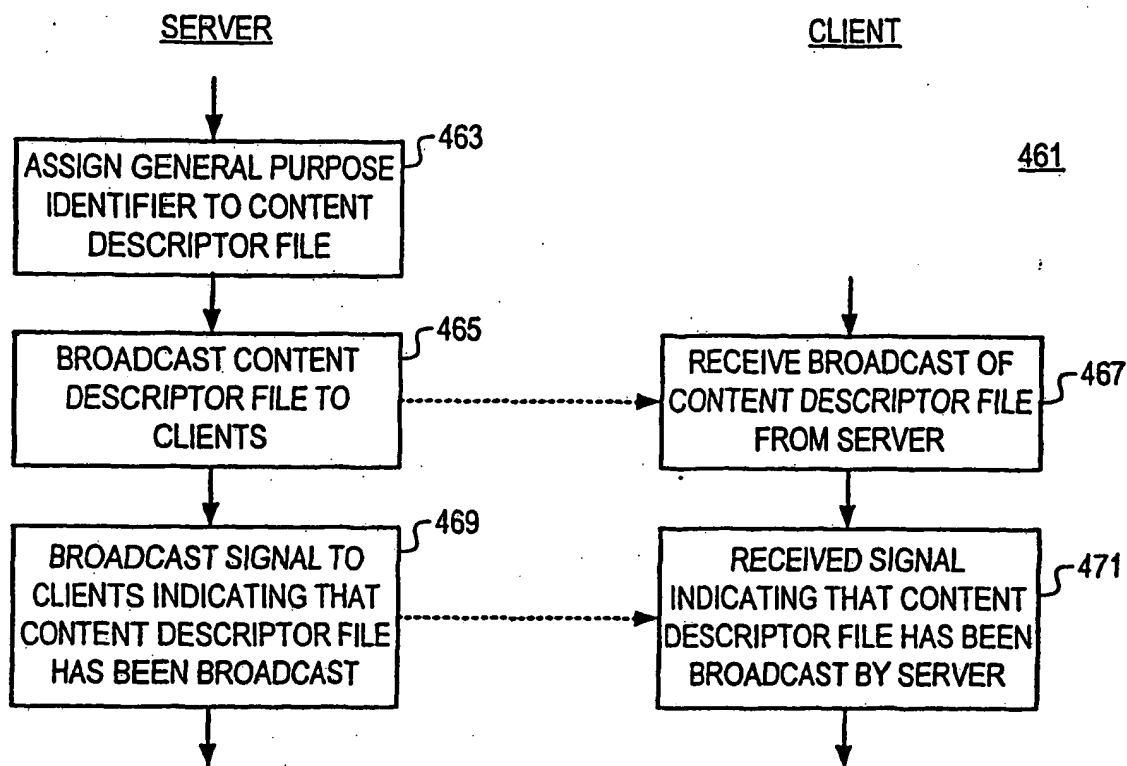 SERVER
CLIENT
461
463
ASSIGN GENERAL PURPOSE
IDENTIFIER TO CONTENT
DESCRIPTOR FILE
465
BROADCAST CONTENT
DESCRIPTOR FILE TO
CLIENTS
467
RECEIVE BROADCAST OF
CONTENT DESCRIPTOR FILE
FROM SERVER
469
BROADCAST SIGNAL TO
CLIENTS INDICATING THAT
CONTENT DESCRIPTOR FILE
HAS BEEN BROADCAST
471
RECEIVED SIGNAL
INDICATING THAT CONTENT
DESCRIPTOR FILE HAS BEEN
BROADCAST BY SERVER